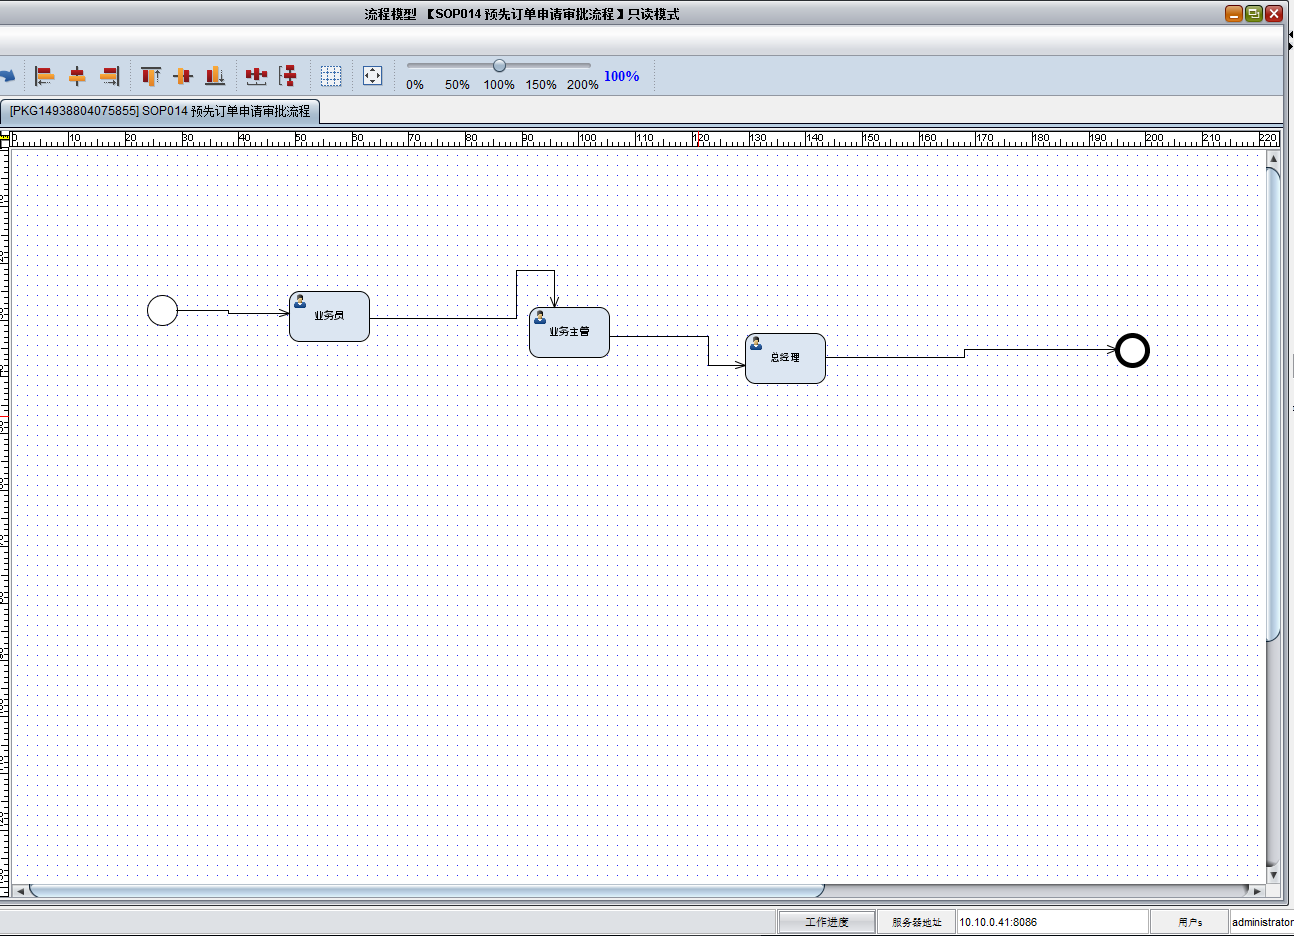 流程模型 【SOP014 预先订单申请审批流程】只读模式
0% 50% 100% 150% 200% 100%
[PKG14938804075855] SOP014 预先订单申请审批流程
0 10 20 30 40 50 60 70 80 90 100 110 120 130 140 150 160 170 180 190 200 210 220
业务员
业务主管
总经理
工作进度 服务器地址 10.10.0.41:8086 用户s administrator